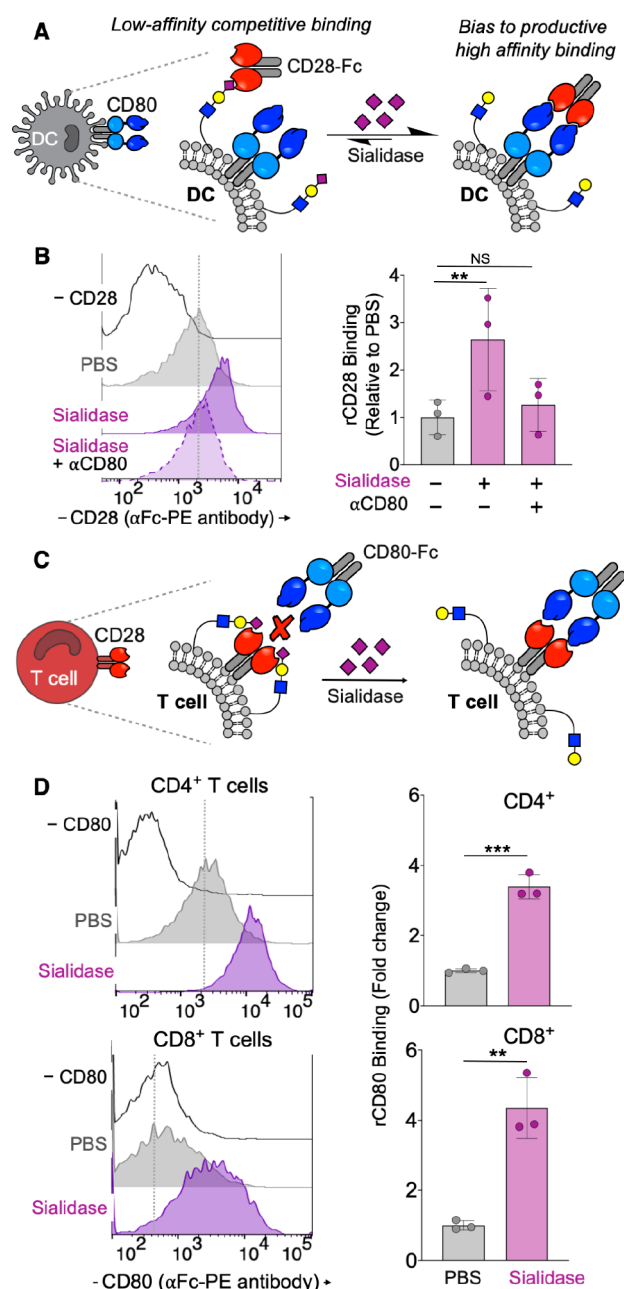 A
Low-affinity competitive binding
Bias to productive
high affinity binding
CD28-Fc
CD80
DC
Sialidase
DC
DC
B
– CD28
PBS
Sialidase
Sialidase
+ αCD80
10² 10³ 10⁴
– CD28 (αFc-PE antibody) →
rCD28 Binding
(Relative to PBS)
4
3
2
1
0
NS
**
Sialidase – + +
αCD80 – – +
C
CD80-Fc
CD28
T cell
T cell
Sialidase
T cell
D
CD4⁺ T cells
– CD80
PBS
Sialidase
10² 10³ 10⁴ 10⁵
CD8⁺ T cells
– CD80
PBS
Sialidase
10² 10³ 10⁴ 10⁵
- CD80 (αFc-PE antibody) →
rCD80 Binding (Fold change)
CD4⁺
6
4
2
0
***
CD8⁺
6
4
2
0
**
PBS Sialidase